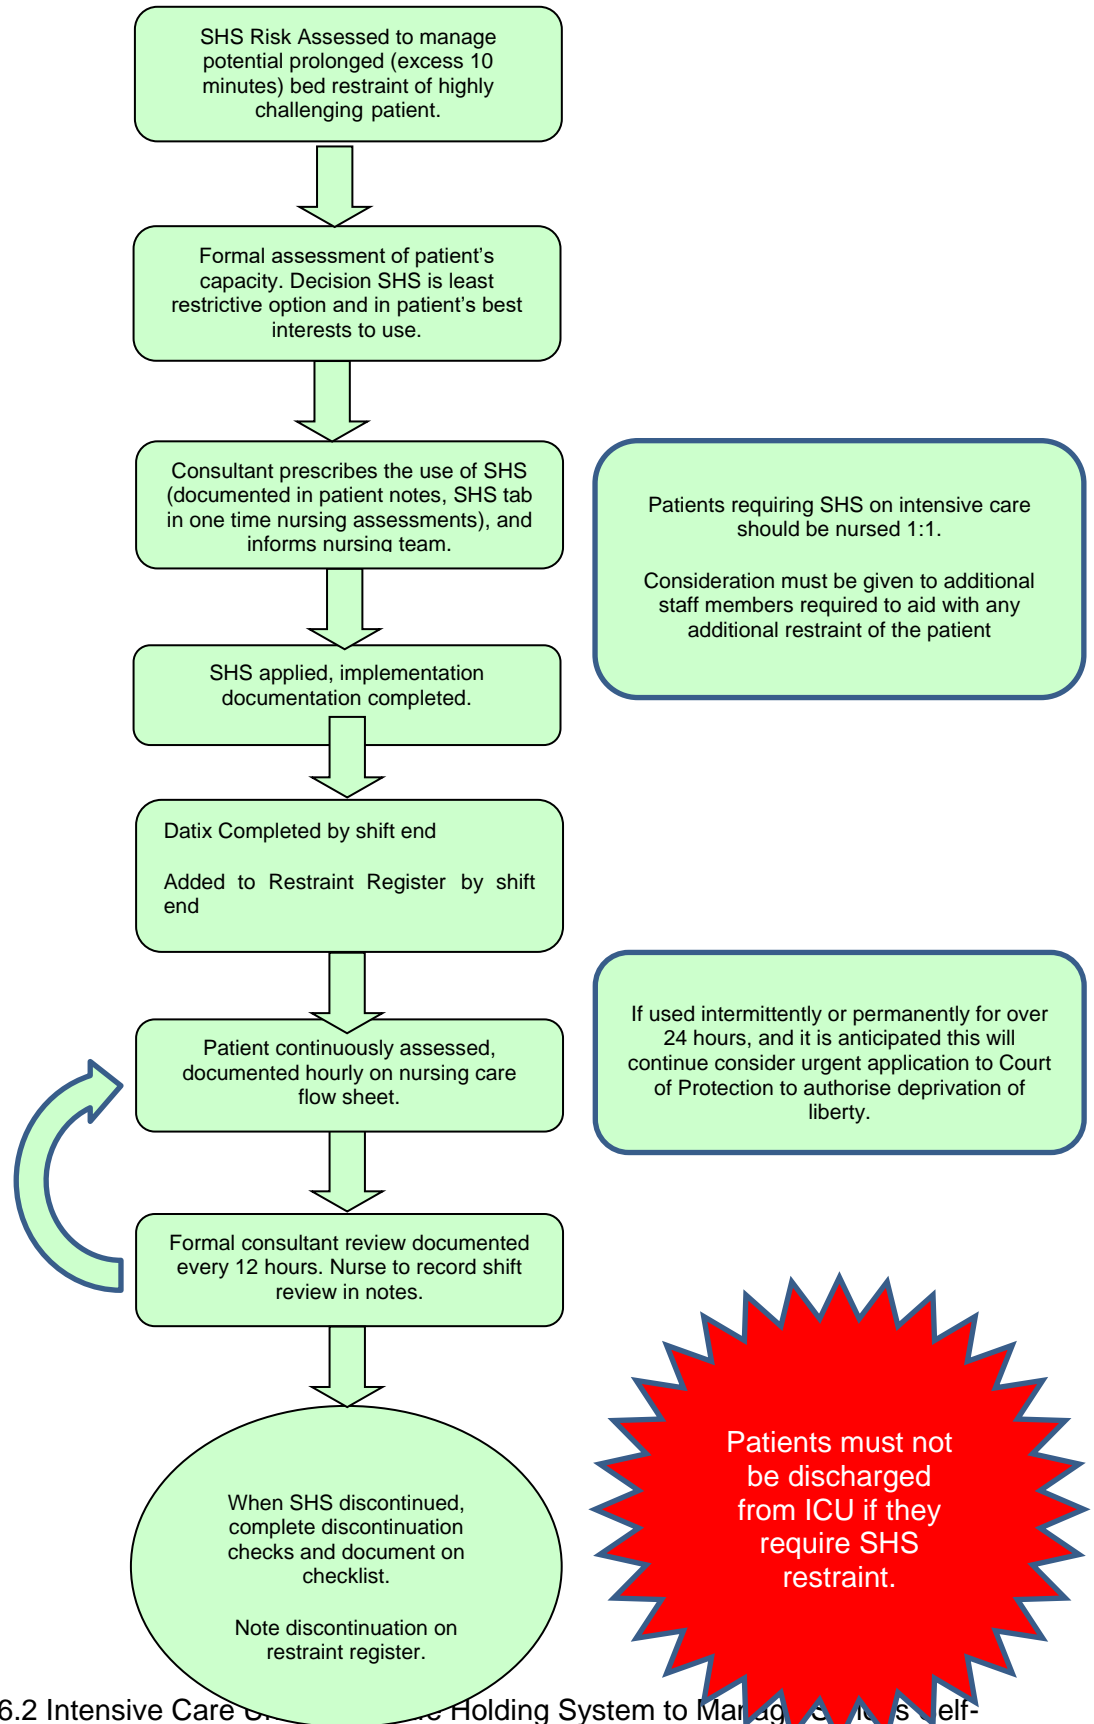 SHS Risk Assessed to manage
potential prolonged (excess 10
minutes) bed restraint of highly
challenging patient.
Formal assessment of patient's
capacity. Decision SHS is least
restrictive option and in patient's best
interests to use.
Consultant prescribes the use of SHS
(documented in patient notes, SHS tab
in one time nursing assessments), and
informs nursing team.
Patients requiring SHS on intensive care
should be nursed 1:1.
Consideration must be given to additional
staff members required to aid with any
additional restraint of the patient
SHS applied, implementation
documentation completed.
Datix Completed by shift end
Added to Restraint Register by shift
end
If used intermittently or permanently for over
24 hours, and it is anticipated this will
continue consider urgent application to Court
of Protection to authorise deprivation of
liberty.
Patient continuously assessed,
documented hourly on nursing care
flow sheet.
Formal consultant review documented
every 12 hours. Nurse to record shift
review in notes.
Patients must not
be discharged
from ICU if they
require SHS
restraint.
When SHS discontinued,
complete discontinuation
checks and document on
checklist.
Note discontinuation on
restraint register.
6.2 Intensive Care Holding System to